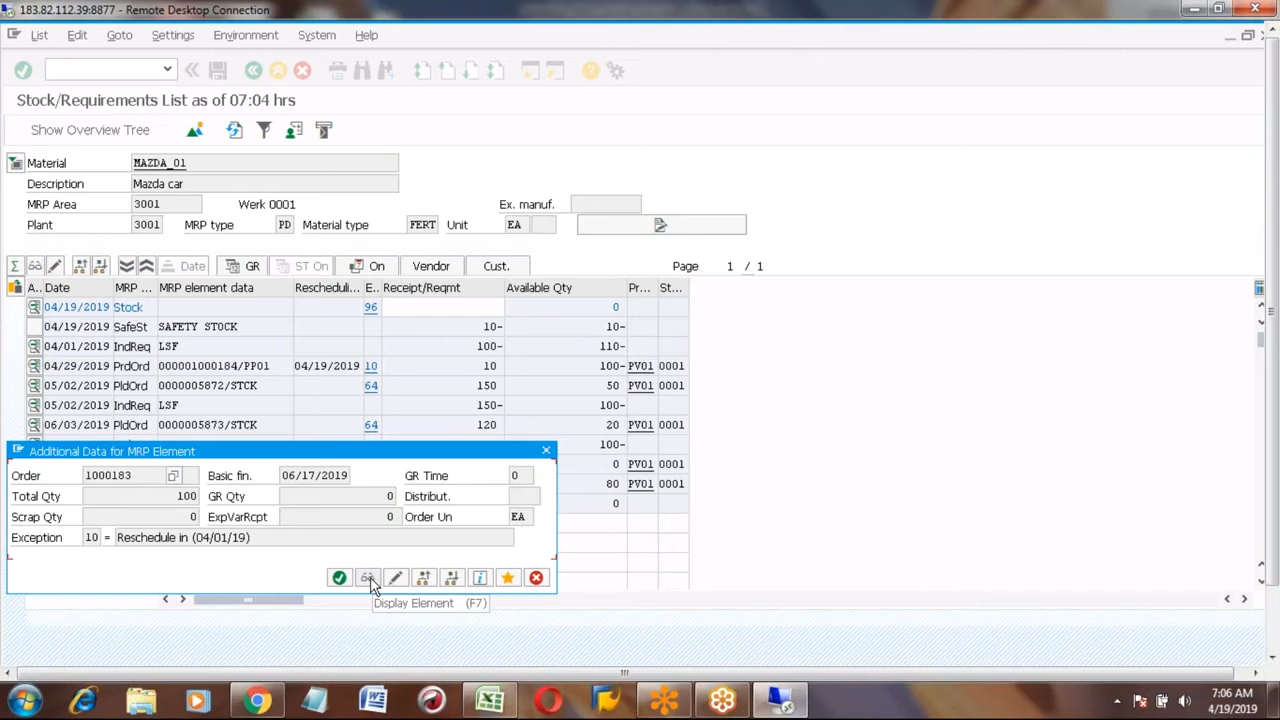 183.82.112.39:8877 - Remote Desktop Connection
List Edit Goto Settings Environment System Help
Stock/Requirements List as of 07:04 hrs
Show Overview Tree
Material MAZDA_01
Description Mazda car
MRP Area 3001 Werk 0001 Ex. manuf.
Plant 3001 MRP type PD Material type FERT Unit EA
Σ Date GR ST On On Vendor Cust. Page 1 / 1
A.. Date MRP ... MRP element data Rescheduli... E.. Receipt/Reqmt Available Qty Pr... St...
04/19/2019 Stock 96 0
04/19/2019 SafeSt SAFETY STOCK 10- 10-
04/01/2019 IndReq LSF 100- 110-
04/29/2019 PrdOrd 000001000184/PP01 04/19/2019 10 10 100- PV01 0001
05/02/2019 PldOrd 0000005872/STCK 64 150 50 PV01 0001
05/02/2019 IndReq LSF 150- 100-
06/03/2019 PldOrd 0000005873/STCK 64 120 20 PV01 0001
100-
0 PV01 0001
80 PV01 0001
0
Additional Data for MRP Element
Order 1000183 Basic fin. 06/17/2019 GR Time 0
Total Qty 100 GR Qty 0 Distribut.
Scrap Qty 0 ExpVarRcpt 0 Order Un EA
Exception 10 = Reschedule in (04/01/19)
Display Element (F7)
7:06 AM
4/19/2019